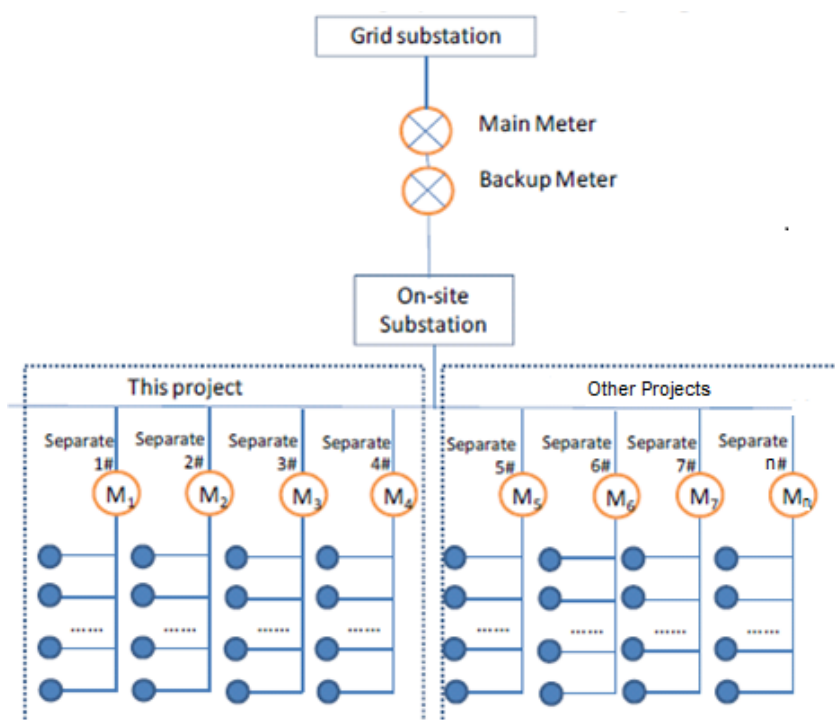 Grid substation
Main Meter
Backup Meter
On-site
Substation
This project
Other Projects
Separate 1#
Separate 2#
Separate 3#
Separate 4#
Separate 5#
Separate 6#
Separate 7#
Separate n#
M1
M2
M3
M4
M5
M6
M7
Mn
......
......
......
......
......
......
......
......